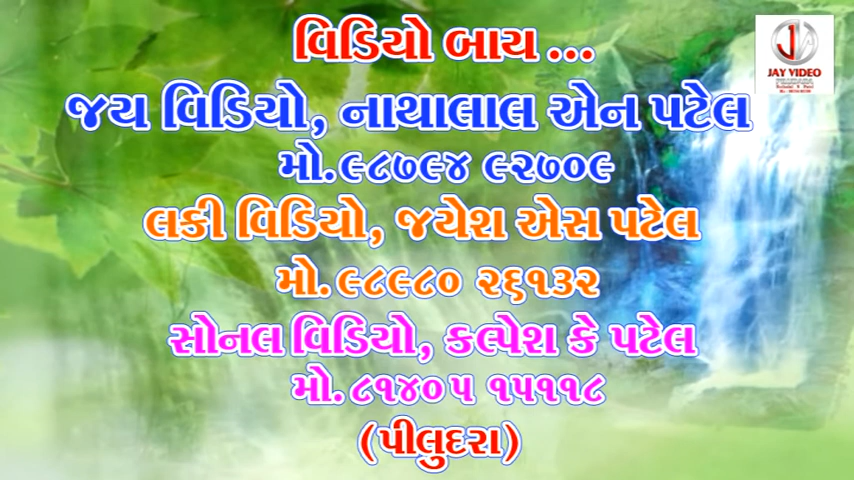 વિડિયો બાય ...
JAY VIDEO
જય વિડિયો, નાથાલાલ એન પટેલ
મો. ૯૮૭૯૪ ૯૨૭૦૯
લકી વિડિયો, જયેશ એસ પટેલ
મો. ૯૮૯૮૦ ૨૬૧૩૨
સોનલ વિડિયો, કલ્પેશ કે પટેલ
મો. ૮૧૪૦૫ ૧૫૧૧૮
(પીલુદરા)